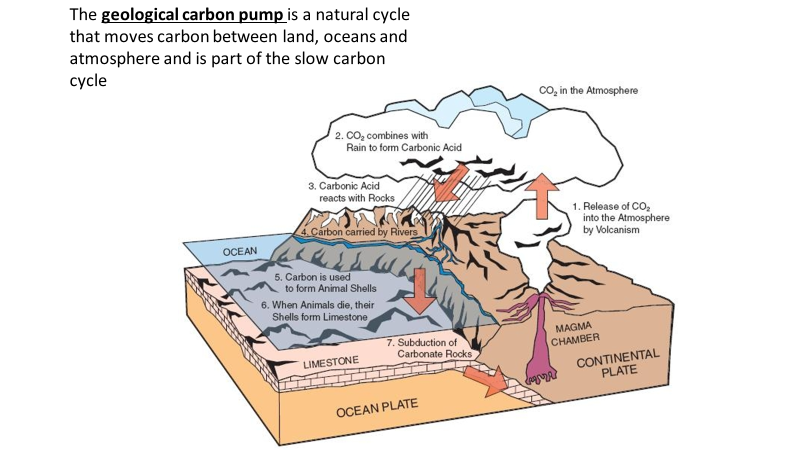 The geological carbon pump is a natural cycle
that moves carbon between land, oceans and
atmosphere and is part of the slow carbon
cycle
CO₂ in the Atmosphere
2. CO₂ combines with
Rain to form Carbonic Acid
3. Carbonic Acid
reacts with Rocks
1. Release of CO₂
into the Atmosphere
by Volcanism
4. Carbon carried by Rivers
OCEAN
5. Carbon is used
to form Animal Shells
6. When Animals die, their
Shells form Limestone
7. Subduction of
Carbonate Rocks
MAGMA
CHAMBER
LIMESTONE
CONTINENTAL
PLATE
OCEAN PLATE